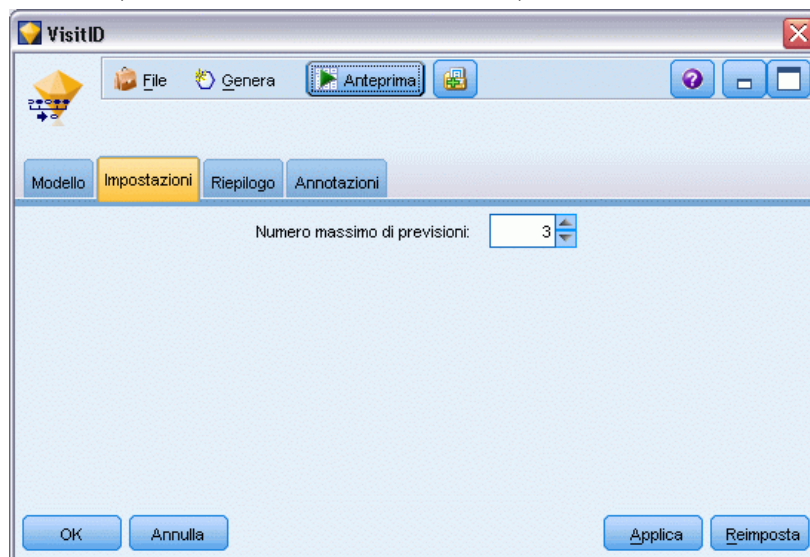 VisitID
File Genera Anteprima
Modello Impostazioni Riepilogo Annotazioni
Numero massimo di previsioni: 3
OK Annulla Applica Reimposta